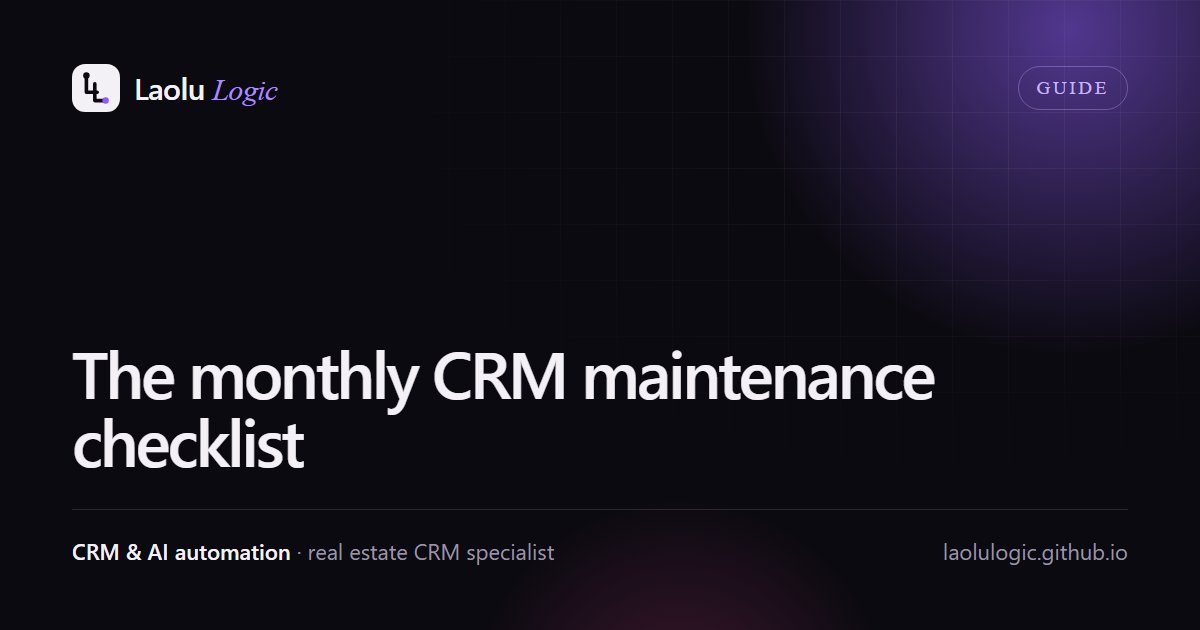 Laolu Logic
GUIDE
The monthly CRM maintenance
checklist
CRM & AI automation · real estate CRM specialist
laolulogic.github.io